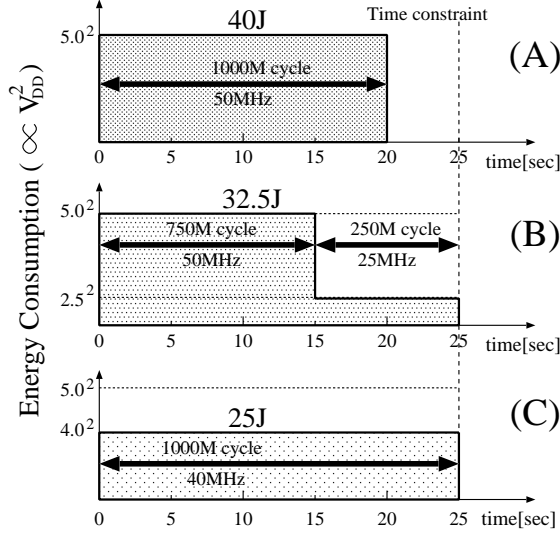 Energy Consumption ( ∝ V_DD^2 )
Time constraint
40J
5.0²
1000M cycle
50MHz
(A)
0 5 10 15 20 25
time[sec]
32.5J
5.0²
750M cycle 250M cycle
50MHz 25MHz
(B)
2.5²
0 5 10 15 20 25
time[sec]
5.0²
25J
(C)
4.0²
1000M cycle
40MHz
0 5 10 15 20 25
time[sec]